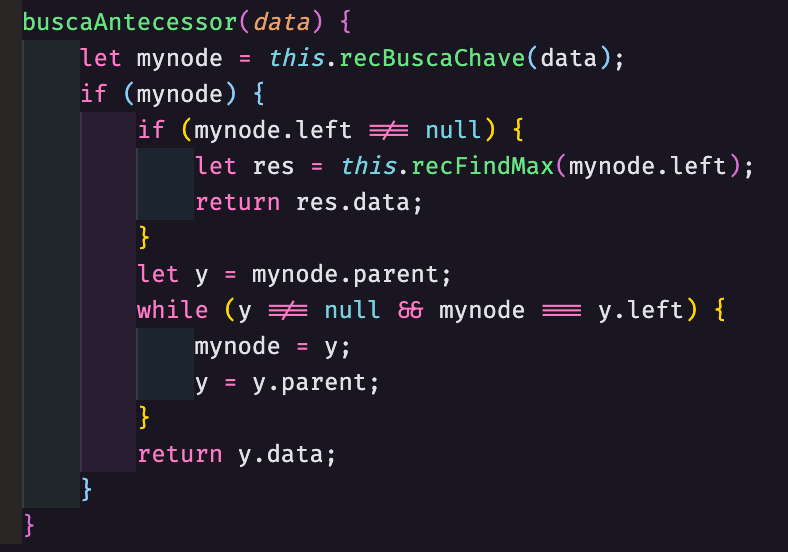 buscaAntecessor(data) {
let mynode = this.recBuscaChave(data);
if (mynode) {
if (mynode.left !== null) {
let res = this.recFindMax(mynode.left);
return res.data;
}
let y = mynode.parent;
while (y !== null && mynode === y.left) {
mynode = y;
y = y.parent;
}
return y.data;
}
}